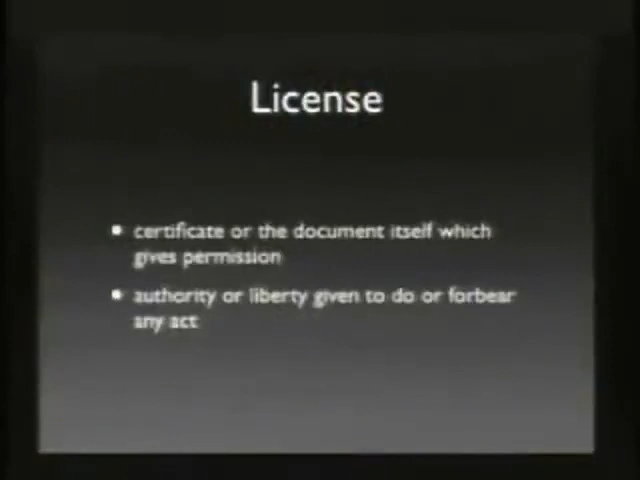 License
certificate or the document itself which
gives permission
authority or liberty given to do or forbear
any act